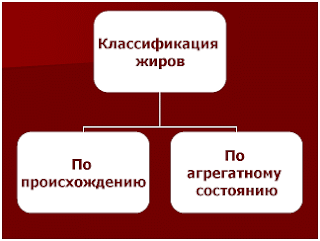 Классификация
жиров
По
происхождению
По
агрегатному
состоянию